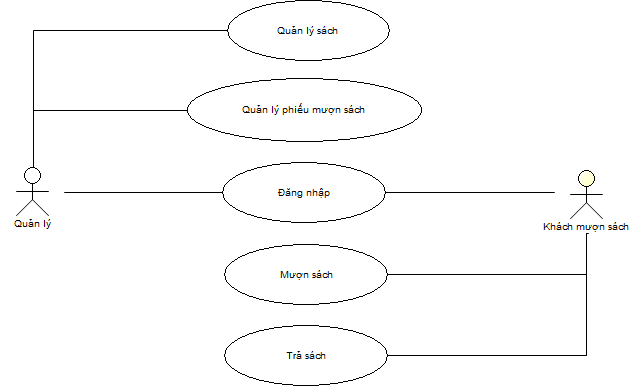 Quản lý sách
Quản lý phiếu mượn sách
Đăng nhập
Quản lý
Khách mượn sách
Mượn sách
Trả sách